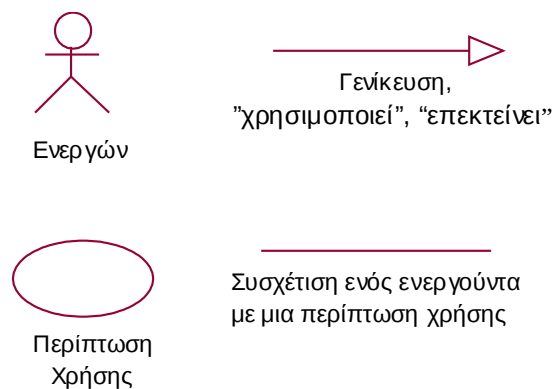 Ενεργών
Γενίκευση,
”χρησιμοποιεί”, “επεκτείνει”
Περίπτωση
Χρήσης
Συσχέτιση ενός ενεργούντα
με μια περίπτωση χρήσης